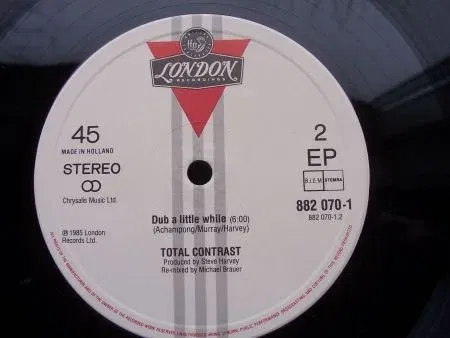 LONDON
RECORDINGS
45
MADE IN HOLLAND
STEREO
Chrysalis Music Ltd.
2
EP
B.I.E.M. STEMRA
882 070-1
882 070-1.2
Dub a little while (6:00)
(Achampong/Murray/Harvey)
℗ 1985 London
Records Ltd.
TOTAL CONTRAST
Produced by Steve Harvey
Re-mixed by Michael Brauer